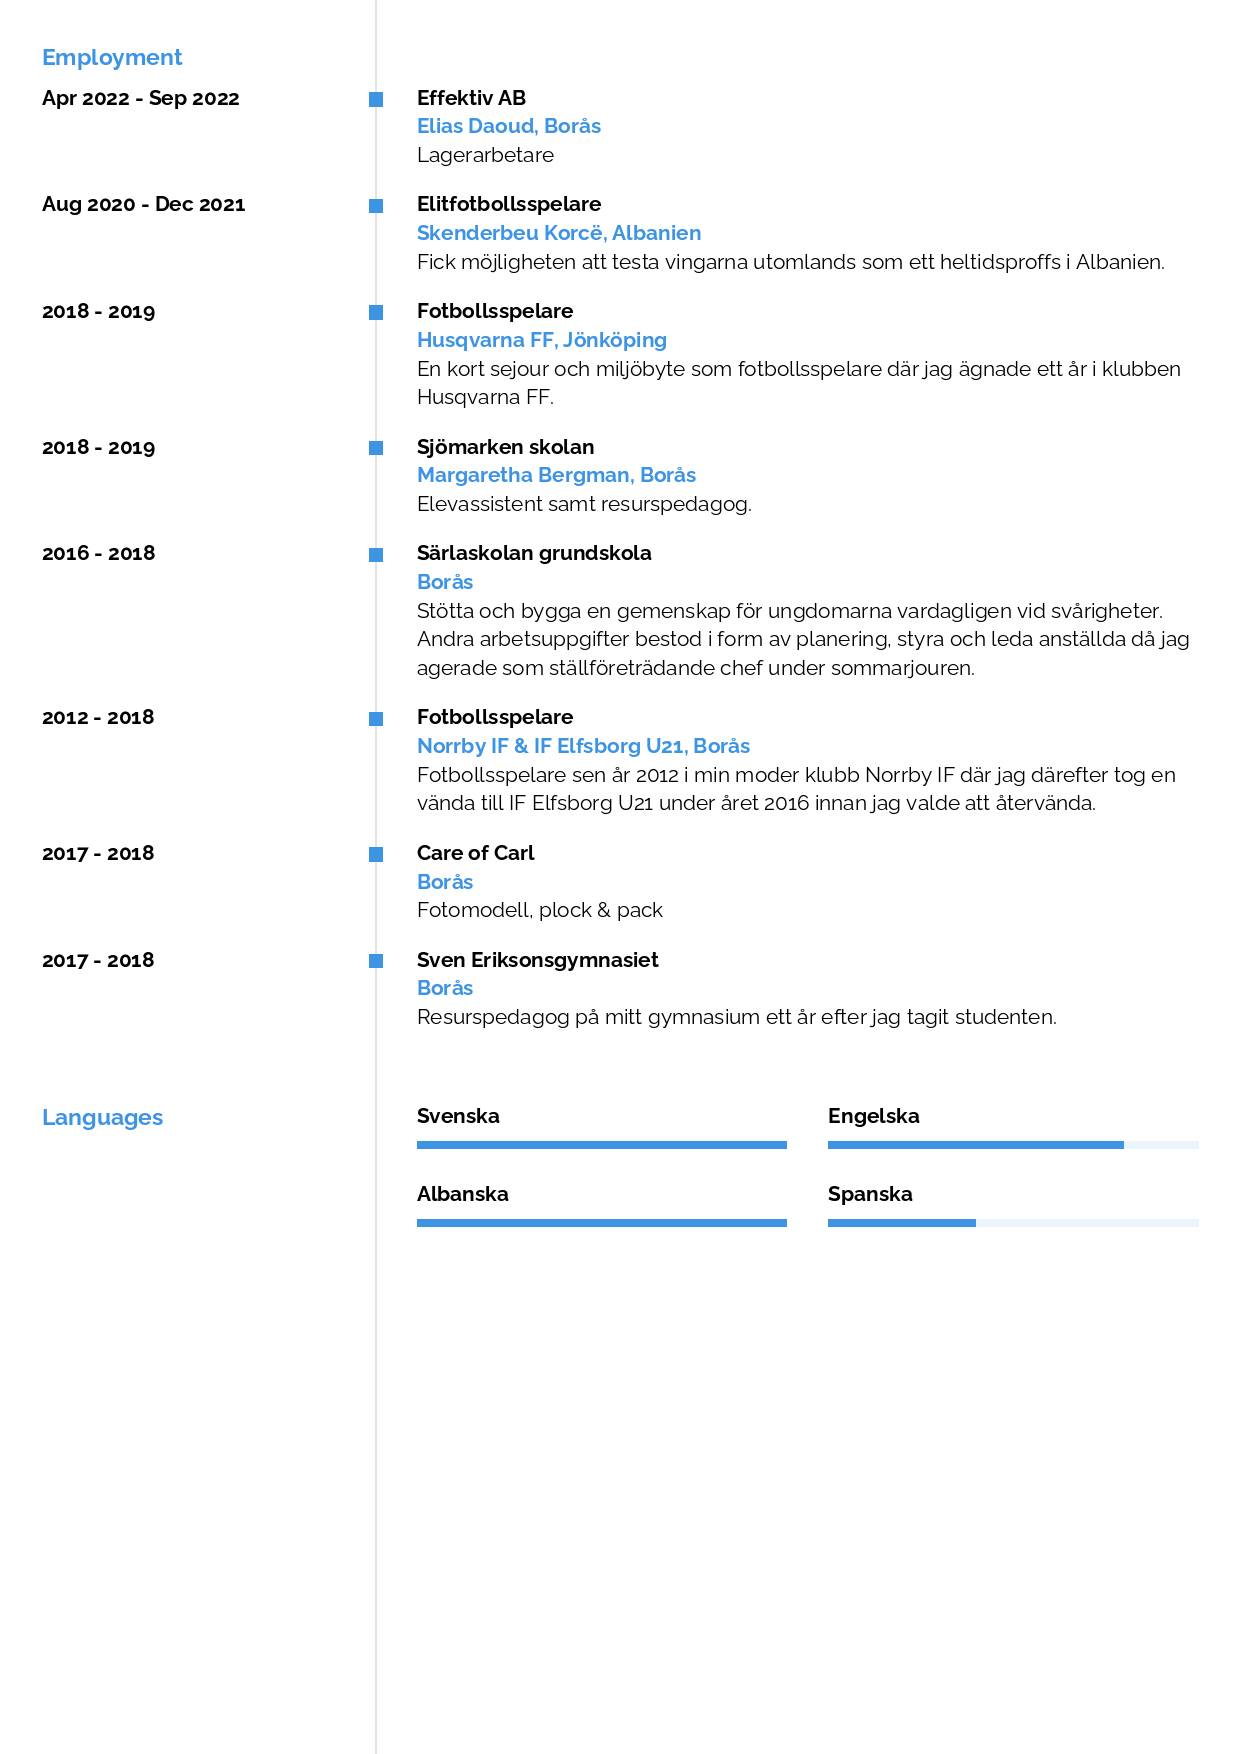 Employment
Apr 2022 - Sep 2022
Effektiv AB
Elias Daoud, Borås
Lagerarbetare
Aug 2020 - Dec 2021
Elitfotbollsspelare
Skenderbeu Korcë, Albanien
Fick möjligheten att testa vingarna utomlands som ett heltidsproffs i Albanien.
2018 - 2019
Fotbollsspelare
Husqvarna FF, Jönköping
En kort sejour och miljöbyte som fotbollsspelare där jag ägnade ett år i klubben
Husqvarna FF.
2018 - 2019
Sjömarken skolan
Margaretha Bergman, Borås
Elevassistent samt resurspedagog.
2016 - 2018
Särlaskolan grundskola
Borås
Stötta och bygga en gemenskap för ungdomarna vardagligen vid svårigheter.
Andra arbetsuppgifter bestod i form av planering, styra och leda anställda då jag
agerade som ställföreträdande chef under sommarjouren.
2012 - 2018
Fotbollsspelare
Norrby IF & IF Elfsborg U21, Borås
Fotbollsspelare sen år 2012 i min moder klubb Norrby IF där jag därefter tog en
vända till IF Elfsborg U21 under året 2016 innan jag valde att återvända.
2017 - 2018
Care of Carl
Borås
Fotomodell, plock & pack
2017 - 2018
Sven Eriksonsgymnasiet
Borås
Resurspedagog på mitt gymnasium ett år efter jag tagit studenten.
Languages
Svenska
Engelska
Albanska
Spanska